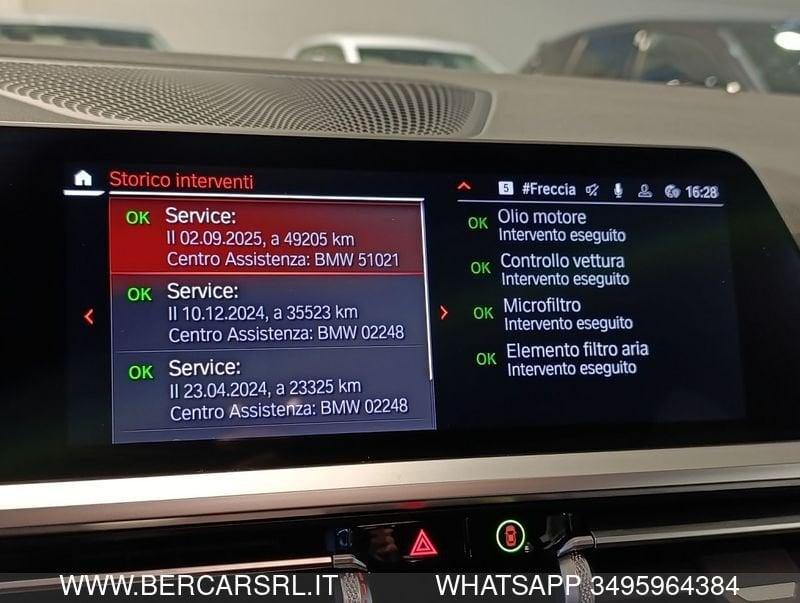 Storico interventi
5 #Freccia 16:28
OK Service:
Il 02.09.2025, a 49205 km
Centro Assistenza: BMW 51021
OK Service:
Il 10.12.2024, a 35523 km
Centro Assistenza: BMW 02248
OK Service:
Il 23.04.2024, a 23325 km
Centro Assistenza: BMW 02248
OK Olio motore
Intervento eseguito
OK Controllo vettura
Intervento eseguito
OK Microfiltro
Intervento eseguito
OK Elemento filtro aria
Intervento eseguito
WWW.BERCARSRL.IT WHATSAPP 3495964384